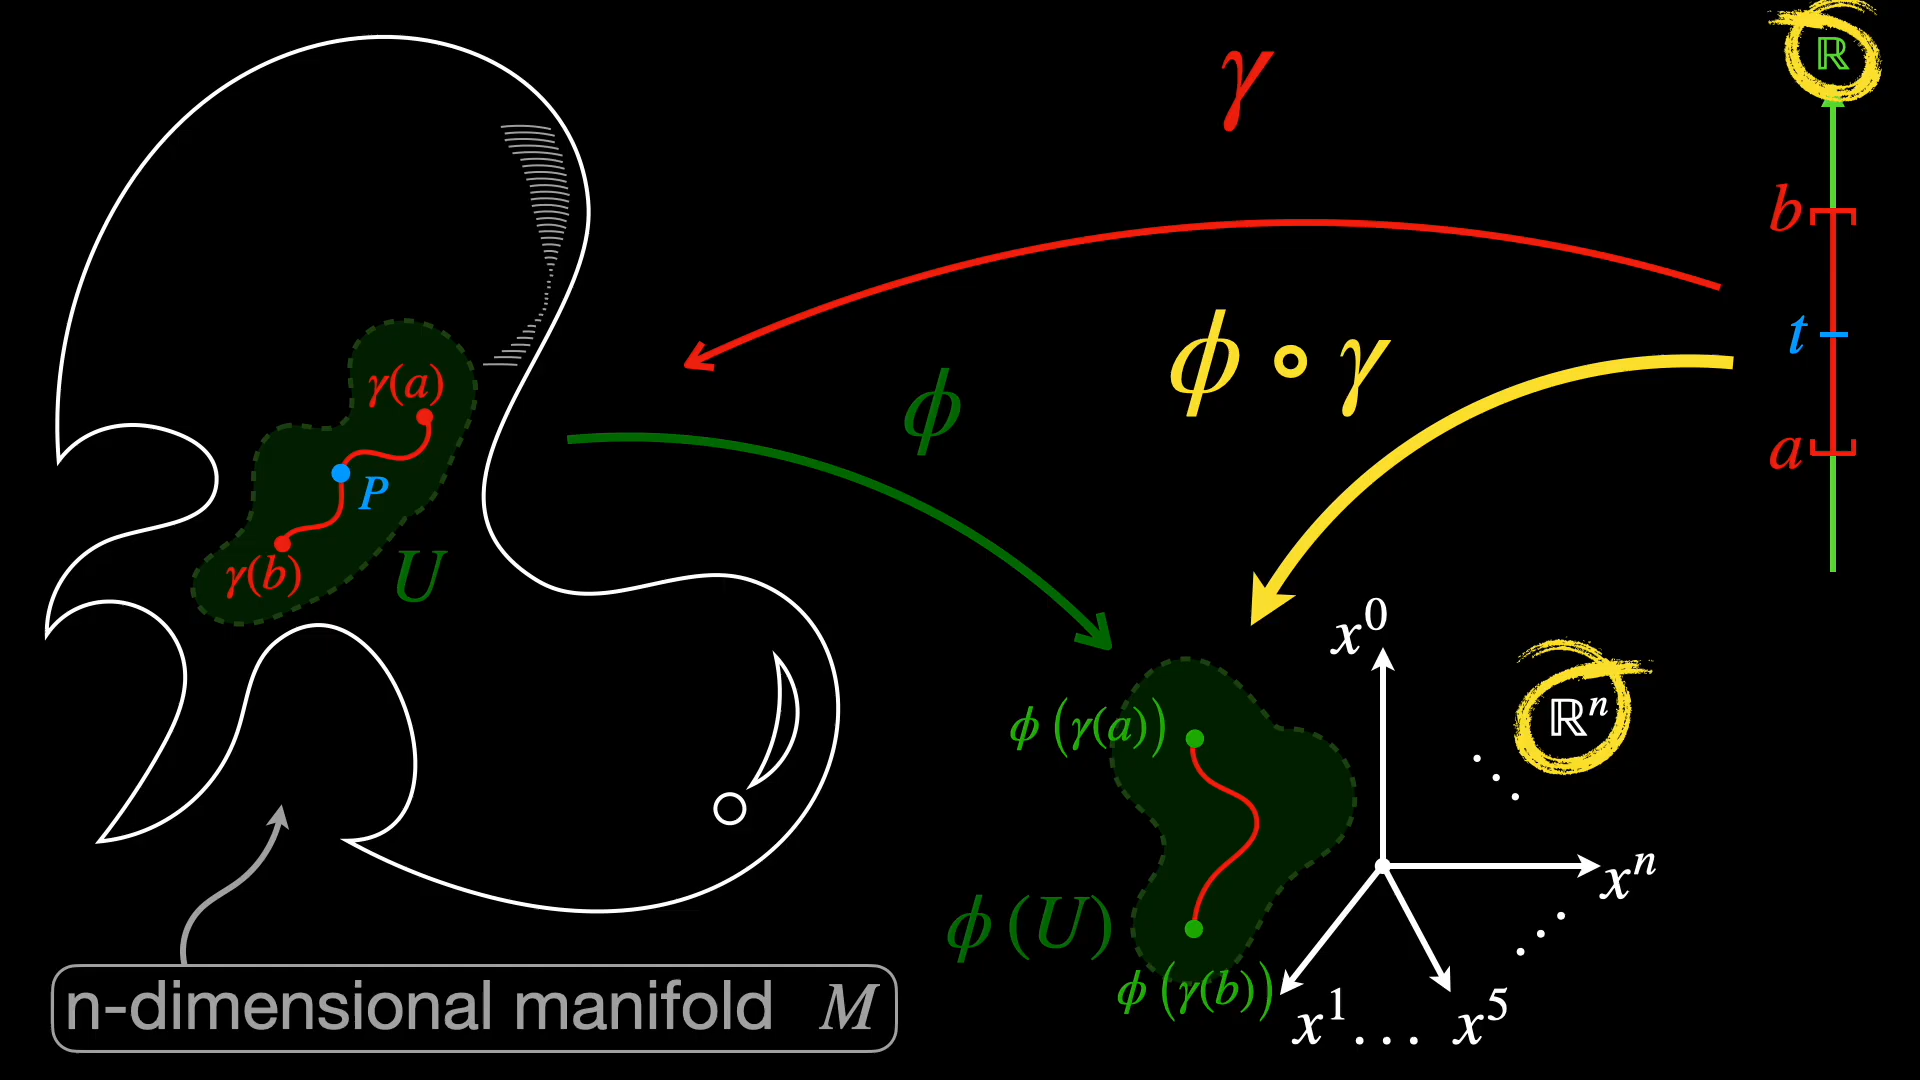 γ
ℝ
b
t
a
ϕ ∘ γ
ϕ
γ(a)
P
γ(b)
U
x⁰
ℝⁿ
ϕ (γ(a))
xⁿ
ϕ (U)
ϕ (γ(b))
x¹ ... x⁵
n-dimensional manifold M